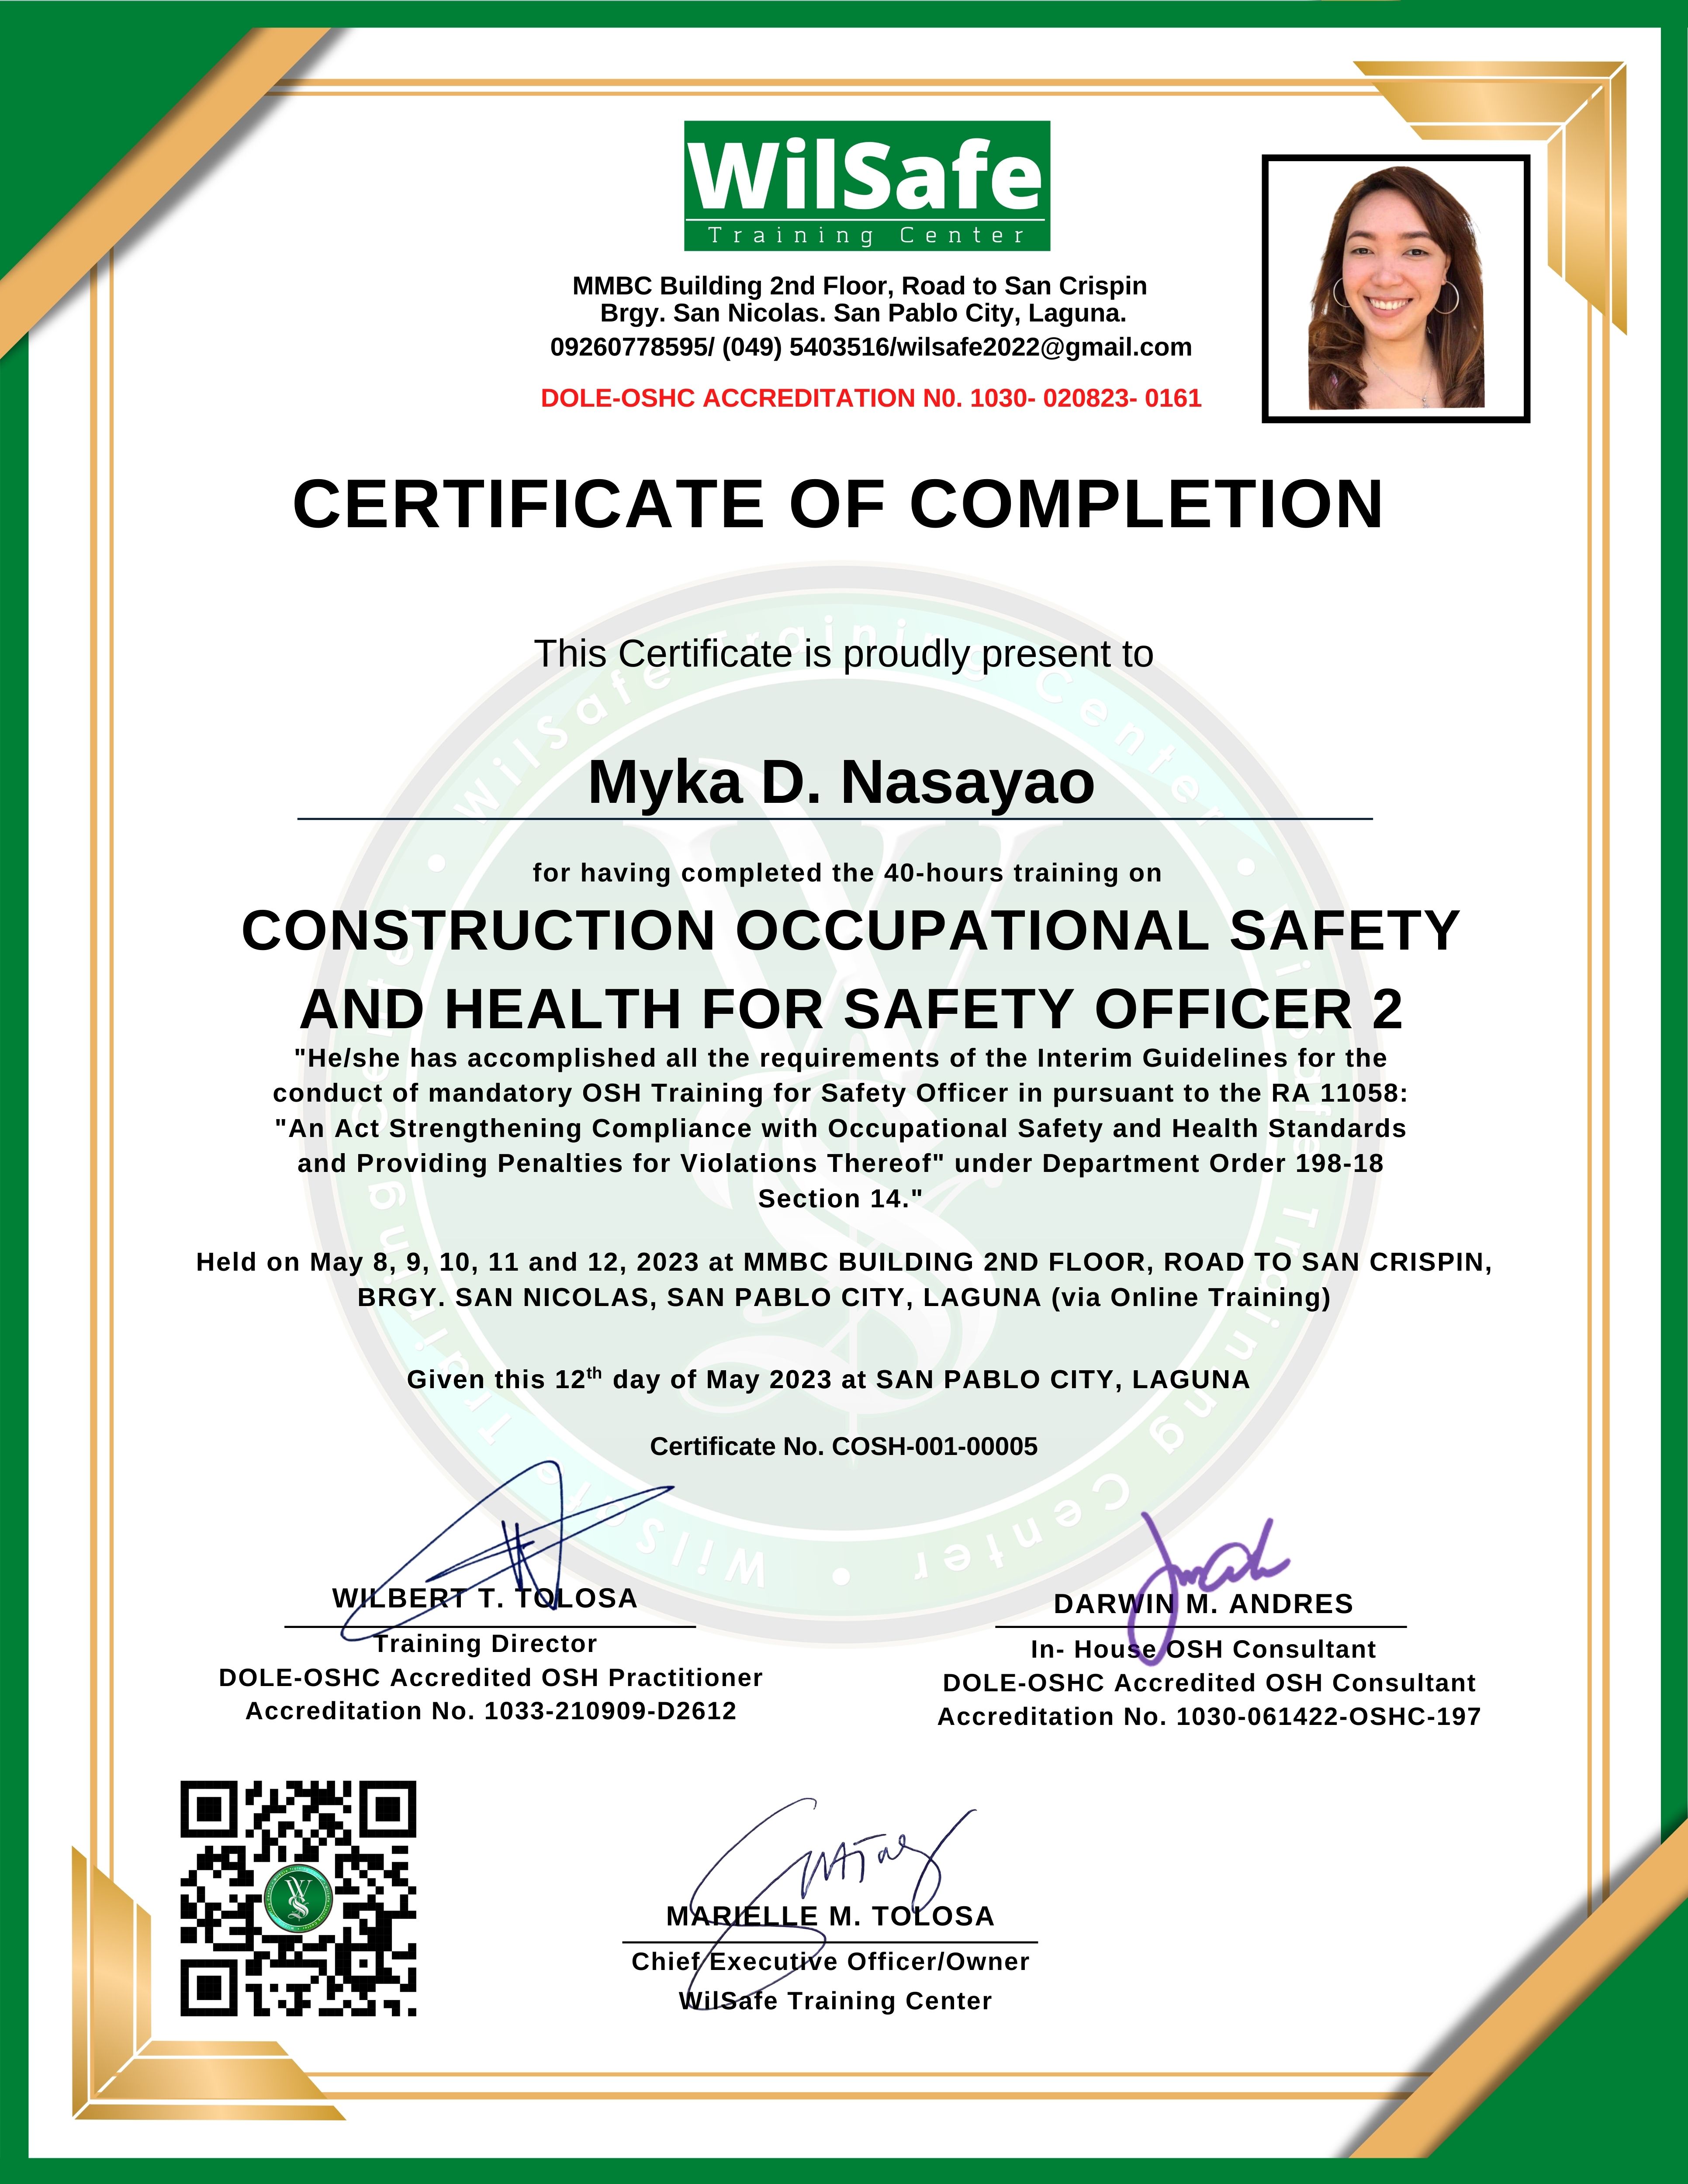 WilSafe
Training Center
MMBC Building 2nd Floor, Road to San Crispin
Brgy. San Nicolas. San Pablo City, Laguna.
09260778595/ (049) 5403516/wilsafe2022@gmail.com
DOLE-OSHC ACCREDITATION N0. 1030- 020823- 0161
CERTIFICATE OF COMPLETION
This Certificate is proudly present to
Myka D. Nasayao
for having completed the 40-hours training on
CONSTRUCTION OCCUPATIONAL SAFETY
AND HEALTH FOR SAFETY OFFICER 2
"He/she has accomplished all the requirements of the Interim Guidelines for the
conduct of mandatory OSH Training for Safety Officer in pursuant to the RA 11058:
"An Act Strengthening Compliance with Occupational Safety and Health Standards
and Providing Penalties for Violations Thereof" under Department Order 198-18
Section 14."
Held on May 8, 9, 10, 11 and 12, 2023 at MMBC BUILDING 2ND FLOOR, ROAD TO SAN CRISPIN,
BRGY. SAN NICOLAS, SAN PABLO CITY, LAGUNA (via Online Training)
Given this 12th day of May 2023 at SAN PABLO CITY, LAGUNA
Certificate No. COSH-001-00005
WILBERT T. TOLOSA
Training Director
DOLE-OSHC Accredited OSH Practitioner
Accreditation No. 1033-210909-D2612
DARWIN M. ANDRES
In- House OSH Consultant
DOLE-OSHC Accredited OSH Consultant
Accreditation No. 1030-061422-OSHC-197
MARIELLE M. TOLOSA
Chief Executive Officer/Owner
WilSafe Training Center
WilSafe Training Center • WilSafe Training Center • WilSafe Training Center •